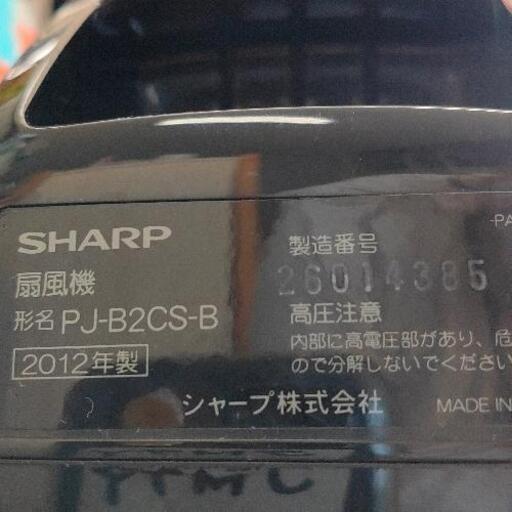 -PA
SHARP
製造番号
扇風機
26014385
形名 PJ-B2CS-B
高圧注意
2012年製
内部に高電圧部があり、危
ので分解しないでください
シャープ株式会社
MADE IN